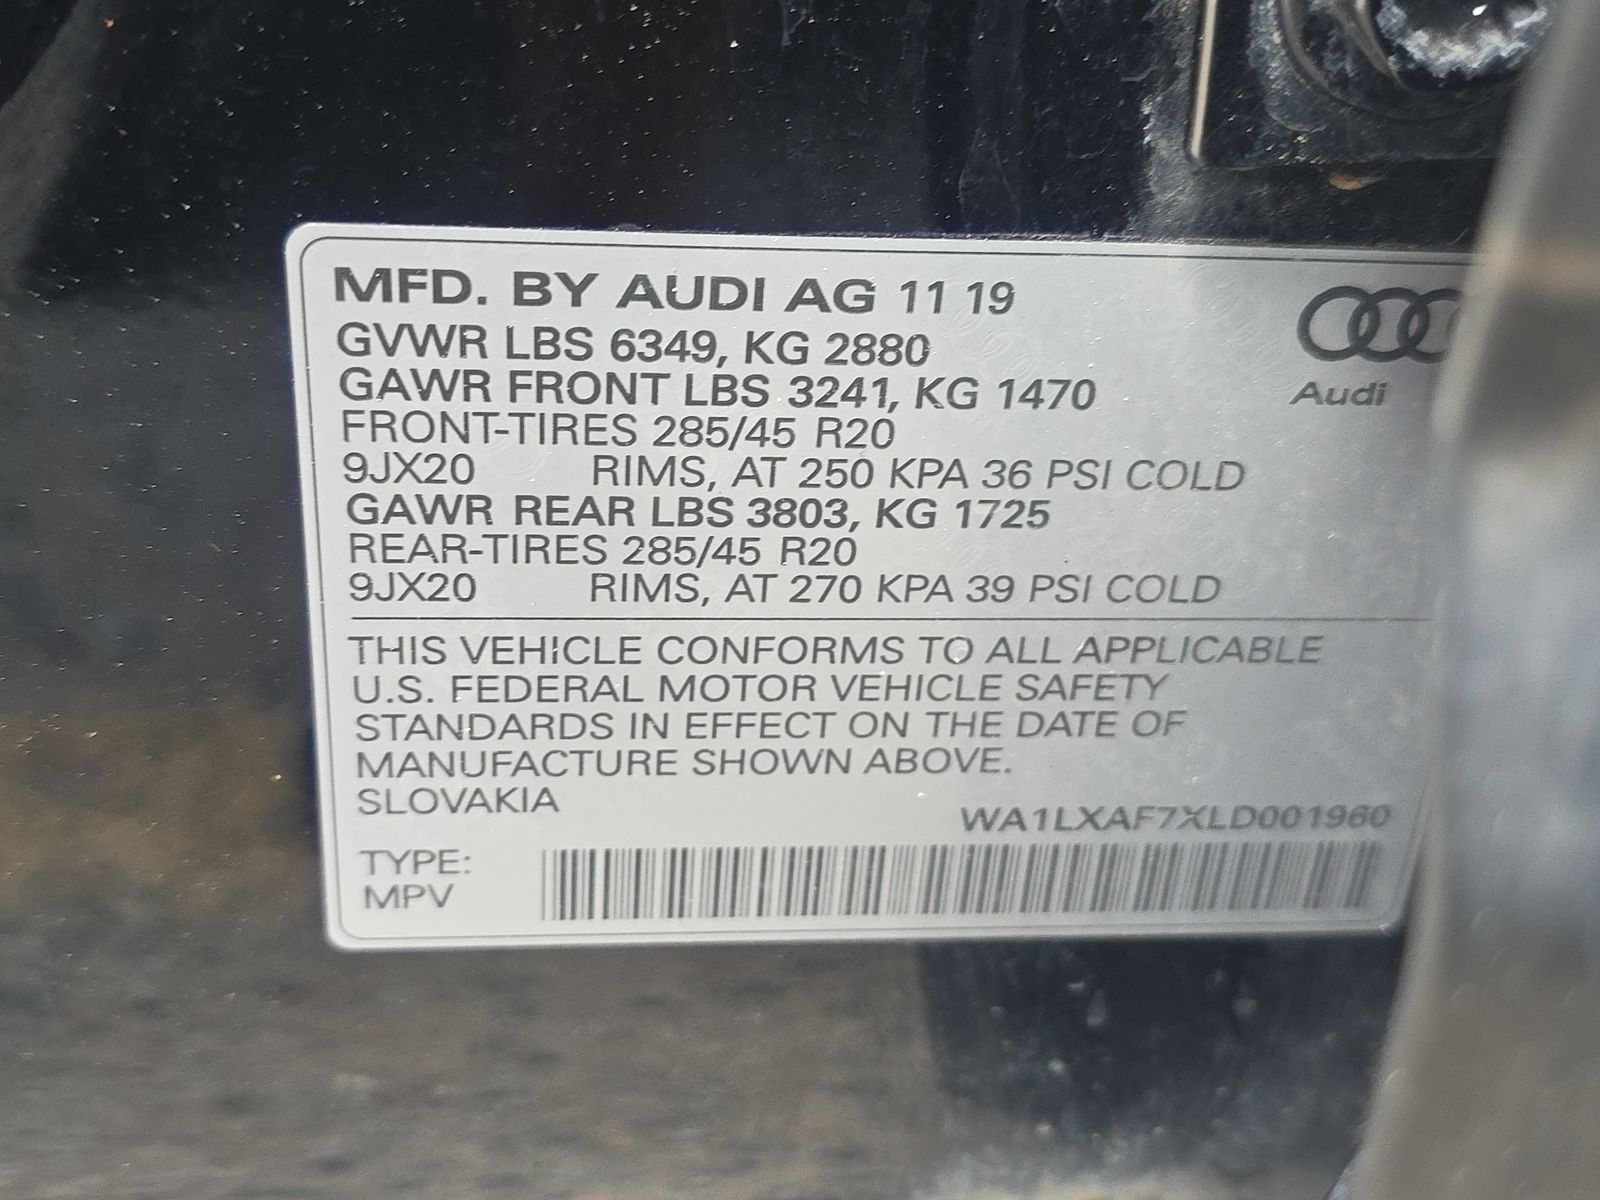 MFD. BY AUDI AG 11 19
GVWR LBS 6349, KG 2880
GAWR FRONT LBS 3241, KG 1470
FRONT-TIRES 285/45 R20
9JX20 RIMS, AT 250 KPA 36 PSI COLD
GAWR REAR LBS 3803, KG 1725
REAR-TIRES 285/45 R20
9JX20 RIMS, AT 270 KPA 39 PSI COLD
Audi
THIS VEHICLE CONFORMS TO ALL APPLICABLE
U.S. FEDERAL MOTOR VEHICLE SAFETY
STANDARDS IN EFFECT ON THE DATE OF
MANUFACTURE SHOWN ABOVE.
SLOVAKIA
WA1LXAF7XLD001960
TYPE:
MPV